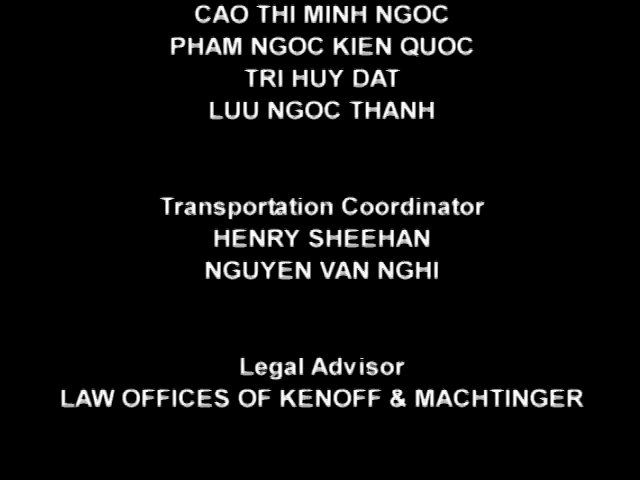 CAO THI MINH NGOC
PHAM NGOC KIEN QUOC
TRI HUY DAT
LUU NGOC THANH
Transportation Coordinator
HENRY SHEEHAN
NGUYEN VAN NGHI
Legal Advisor
LAW OFFICES OF KENOFF & MACHTINGER